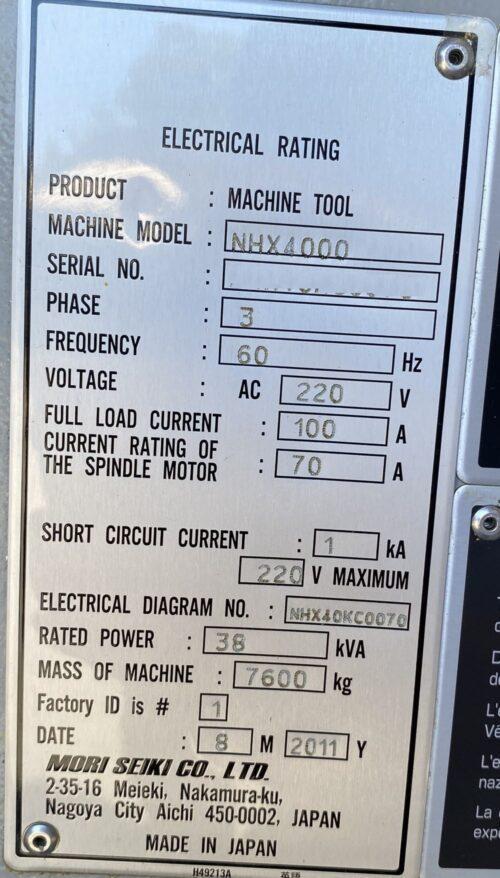 ELECTRICAL RATING
PRODUCT : MACHINE TOOL
MACHINE MODEL : NHX4000
SERIAL NO. :
PHASE : 3
FREQUENCY : 60 Hz
VOLTAGE : AC 220 V
FULL LOAD CURRENT : 100 A
CURRENT RATING OF
THE SPINDLE MOTOR : 70 A
SHORT CIRCUIT CURRENT : 1 kA
220 V MAXIMUM
ELECTRICAL DIAGRAM NO. : NHX40KC0070
RATED POWER : 38 kVA
MASS OF MACHINE : 7600 kg
Factory ID is # 1
DATE : 8 M 2011 Y
MORI SEIKI CO., LTD.
2-35-16 Meieki, Nakamura-ku,
Nagoya City Aichi 450-0002, JAPAN
MADE IN JAPAN
H49213A
L'e
La